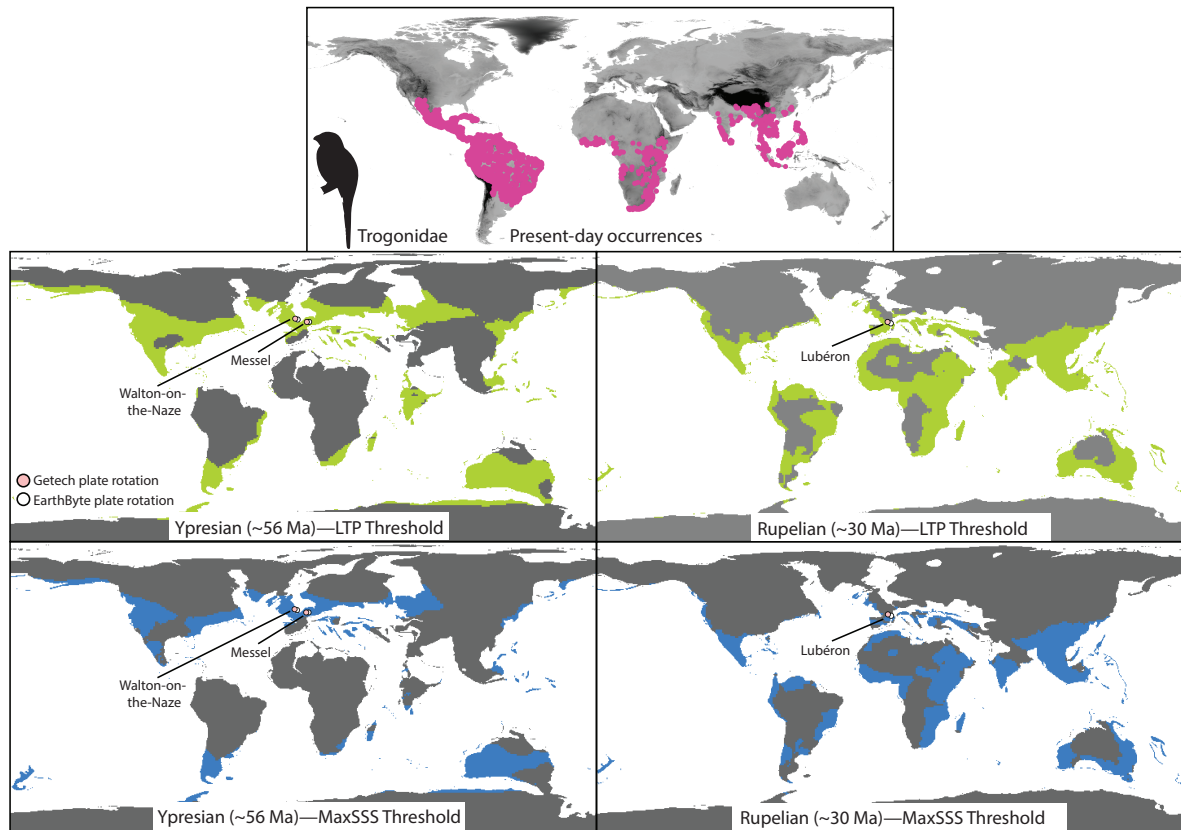 Trogonidae
Present-day occurrences
Messel
Walton-on-
the-Naze
Getech plate rotation
EarthByte plate rotation
Ypresian (~56 Ma)—LTP Threshold
Lubéron
Rupelian (~30 Ma)—LTP Threshold
Messel
Walton-on-
the-Naze
Ypresian (~56 Ma)—MaxSSS Threshold
Lubéron
Rupelian (~30 Ma)—MaxSSS Threshold